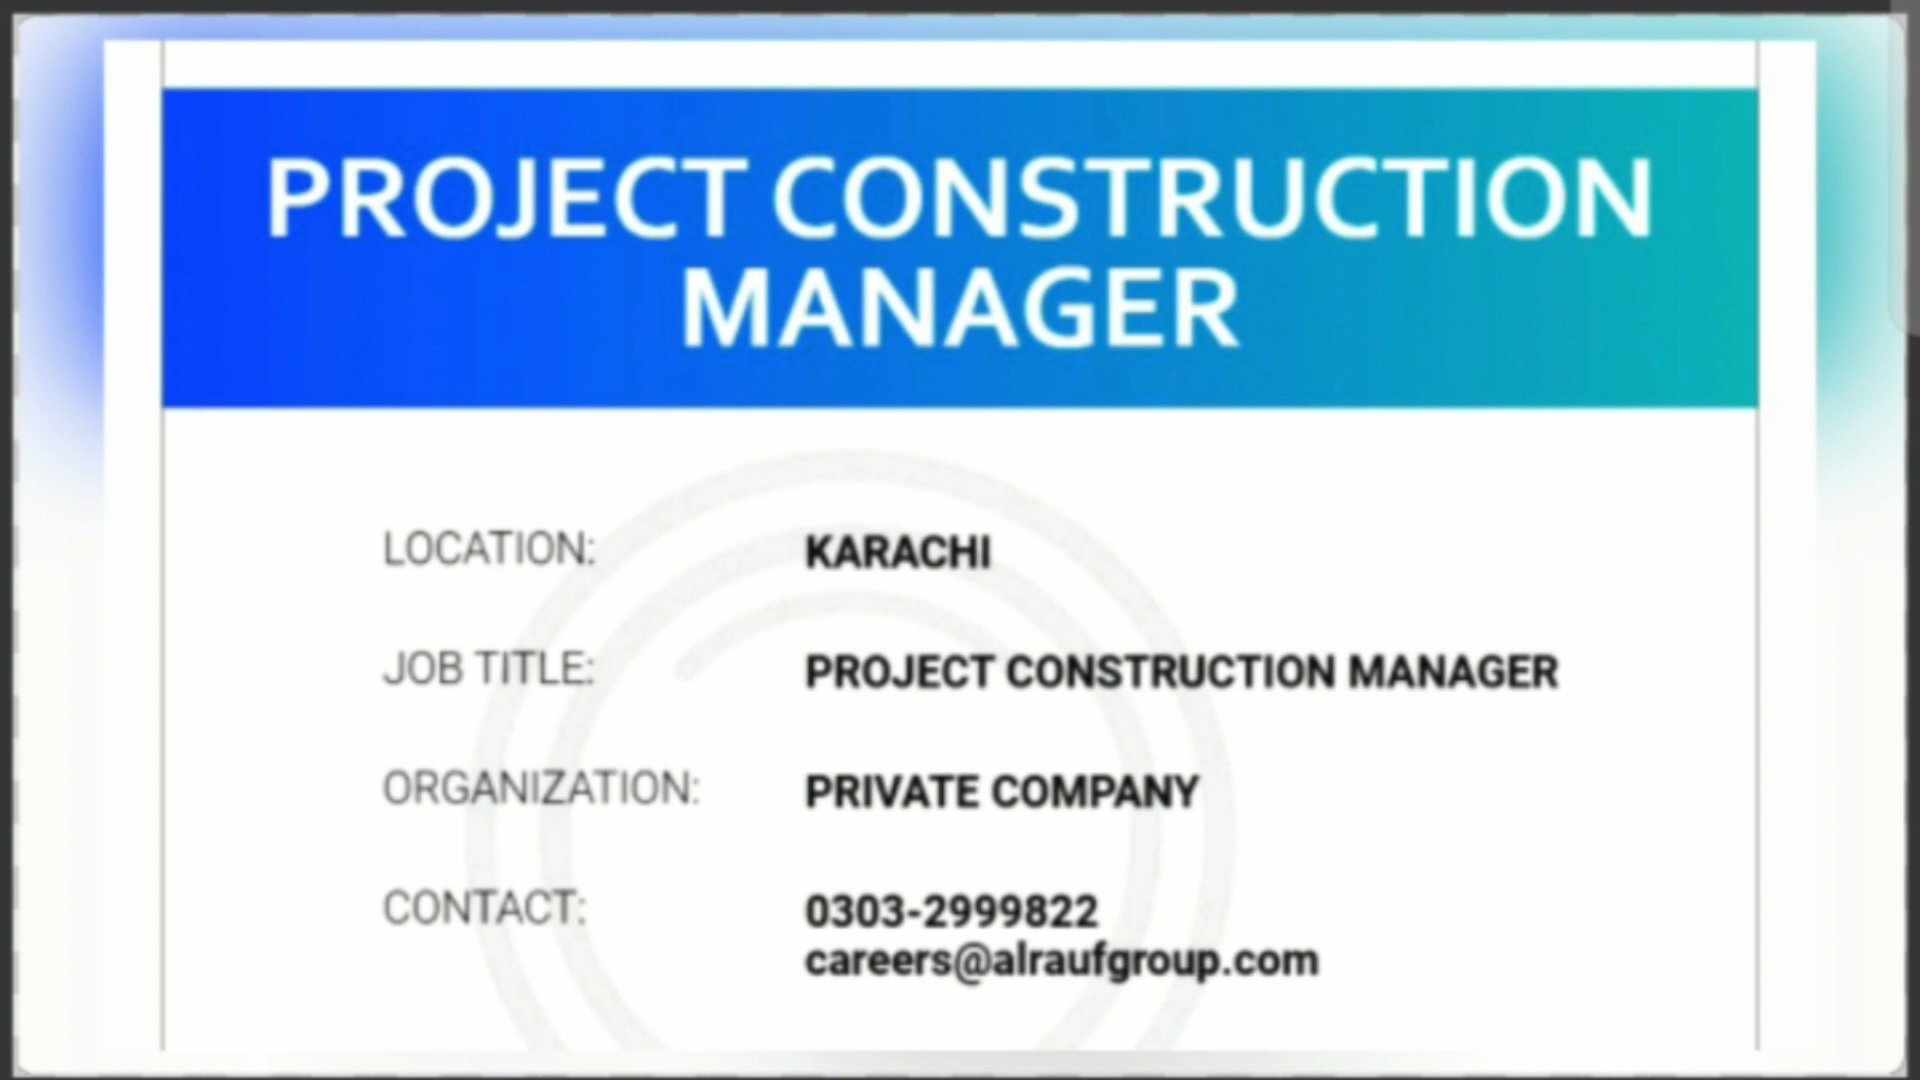 PROJECT CONSTRUCTION
MANAGER
LOCATION: KARACHI
JOB TITLE: PROJECT CONSTRUCTION MANAGER
ORGANIZATION: PRIVATE COMPANY
CONTACT: 0303-2999822
careers@alraufgroup.com